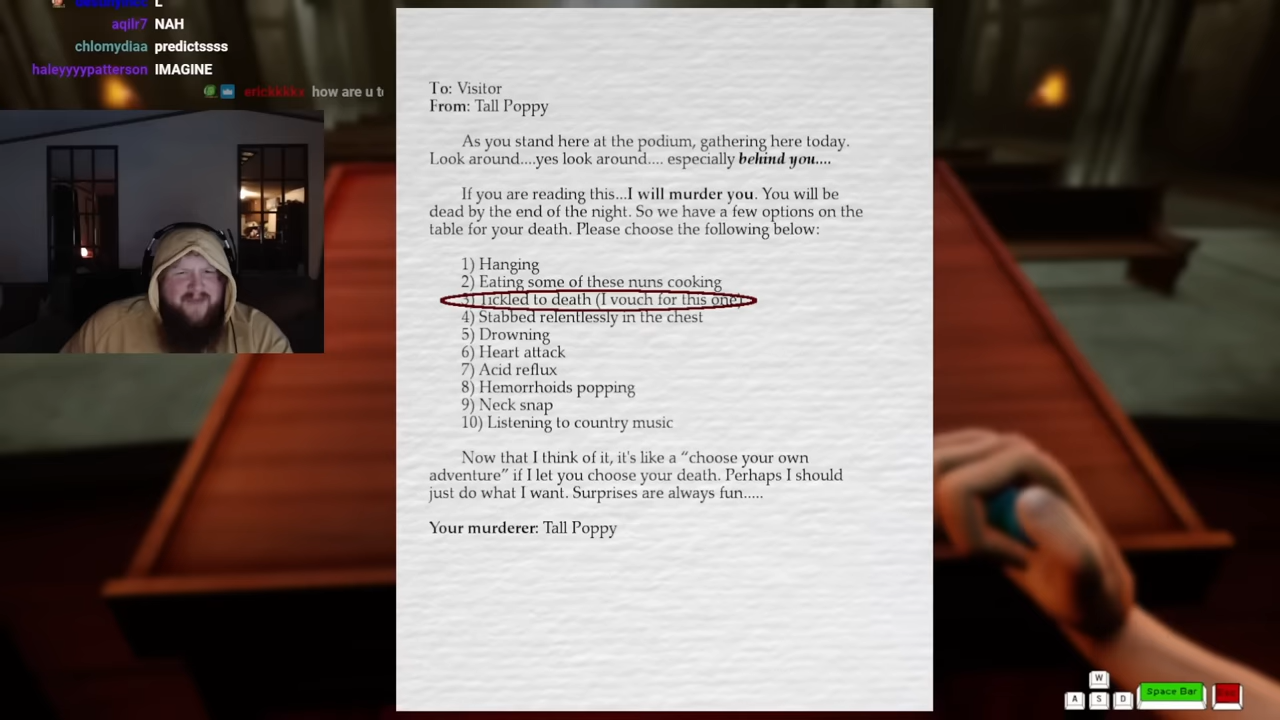 L
aqilr7 NAH
chlomydiaa predictssss
haleyyyypatterson IMAGINE
erickkkkx how are u t
To: Visitor
From: Tall Poppy
As you stand here at the podium, gathering here today.
Look around....yes look around.... especially behind you....
If you are reading this...I will murder you. You will be
dead by the end of the night. So we have a few options on the
table for your death. Please choose the following below:
1) Hanging
2) Eating some of these nuns cooking
3) Tickled to death (I vouch for this one)
4) Stabbed relentlessly in the chest
5) Drowning
6) Heart attack
7) Acid reflux
8) Hemorrhoids popping
9) Neck snap
10) Listening to country music
Now that I think of it, it's like a “choose your own
adventure” if I let you choose your death. Perhaps I should
just do what I want. Surprises are always fun.....
Your murderer: Tall Poppy
W
A S D Space Bar